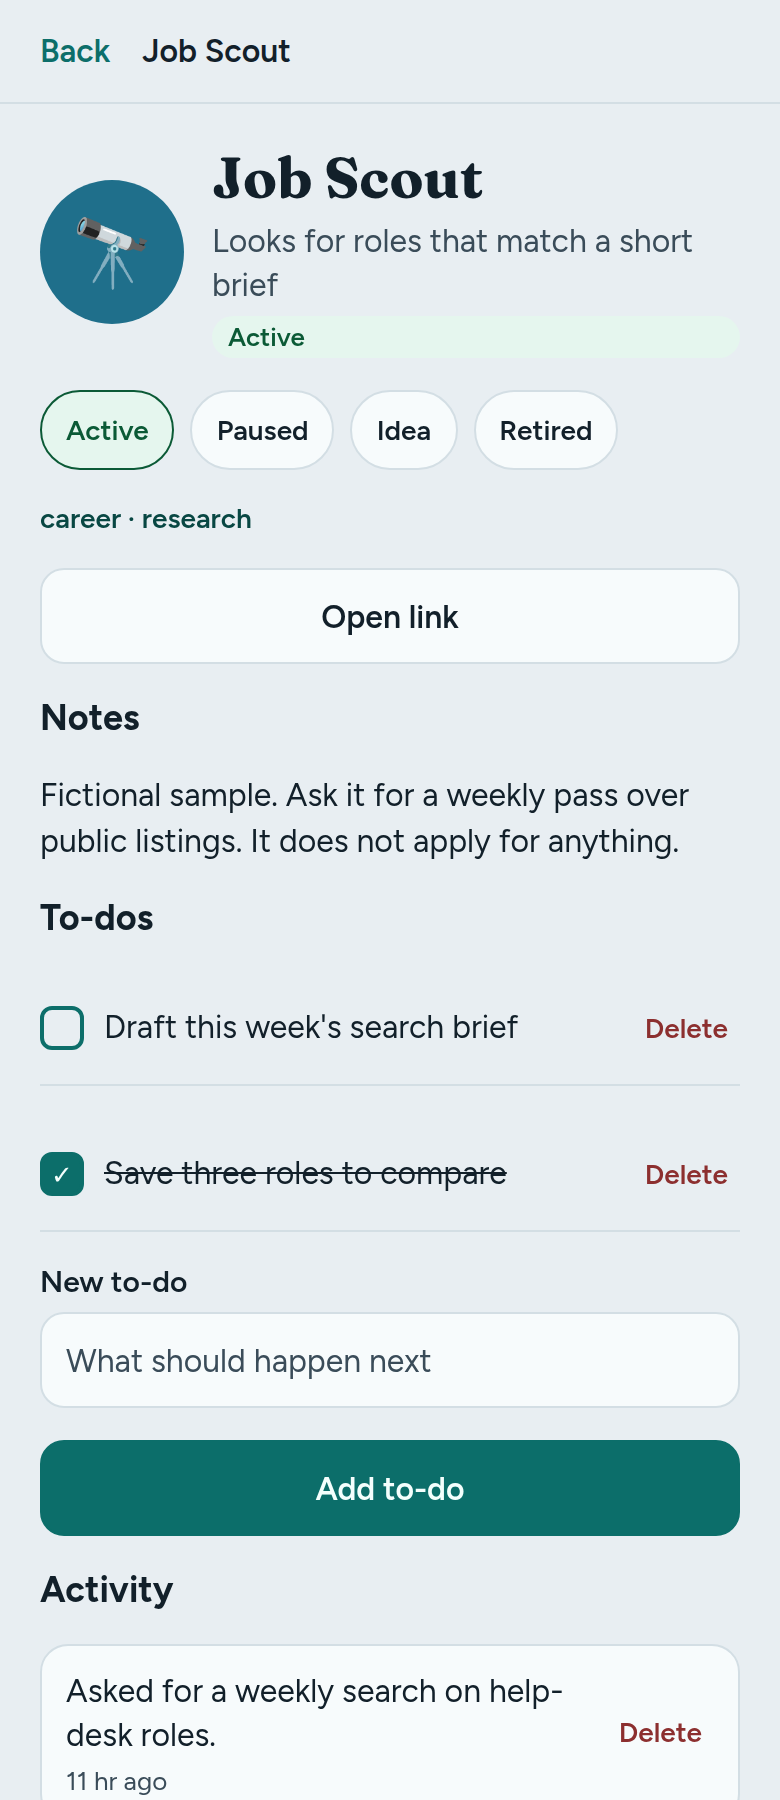 Back Job Scout
Job Scout
Looks for roles that match a short
brief
Active
Active Paused Idea Retired
career · research
Open link
Notes
Fictional sample. Ask it for a weekly pass over
public listings. It does not apply for anything.
To-dos
Draft this week's search brief Delete
✓ Save three roles to compare Delete
New to-do
What should happen next
Add to-do
Activity
Asked for a weekly search on help-
desk roles.
Delete
11 hr ago